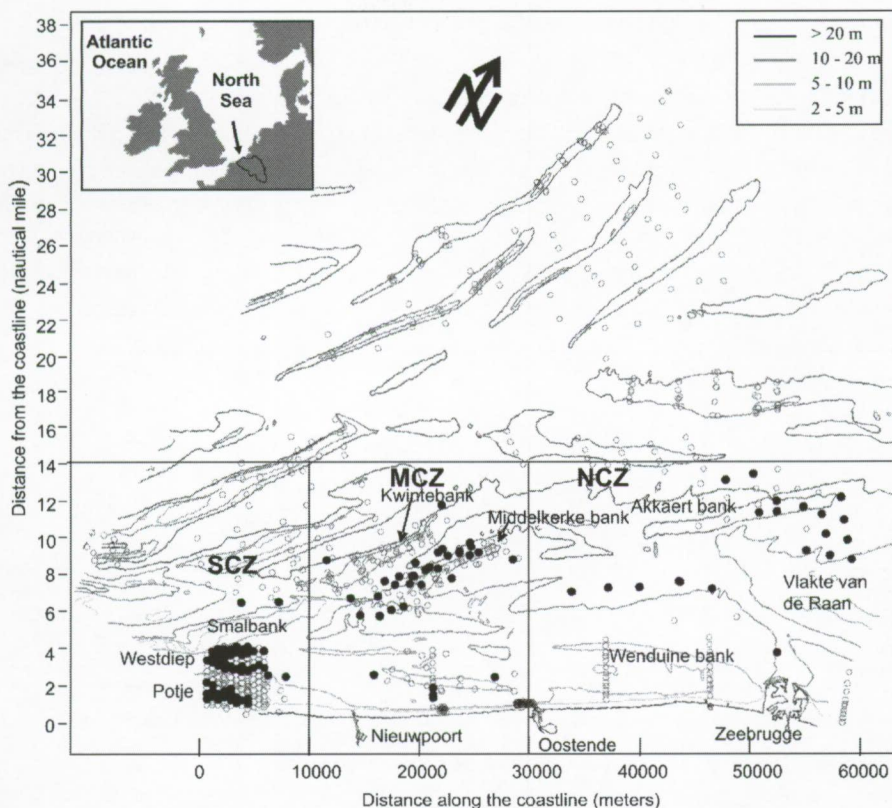 38
36
34
32
30
28
26
24
22
20
18
16
14
12
10
8
6
4
2
0
Distance from the coastline (nautical mile)
Atlantic
Ocean
North
Sea
> 20 m
10 - 20 m
5 - 10 m
2 - 5 m
N
MCZ
NCZ
Kwintebank
Akkaert bank
Middelkerke bank
SCZ
Vlakte van
de Raan
Smalbank
Westdiep
Wenduine bank
Potje
Nieuwpoort
Oostende
Zeebrugge
0
10000
20000
30000
40000
50000
60000
Distance along the coastline (meters)